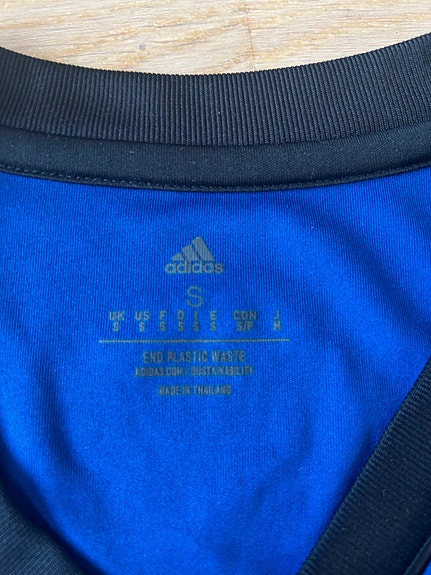 adidas
S
UK US F D I E CDN J
S S S S S S S/P M
END PLASTIC WASTE
ADIDAS.COM/SUSTAINABILITY
MADE IN THAILAND